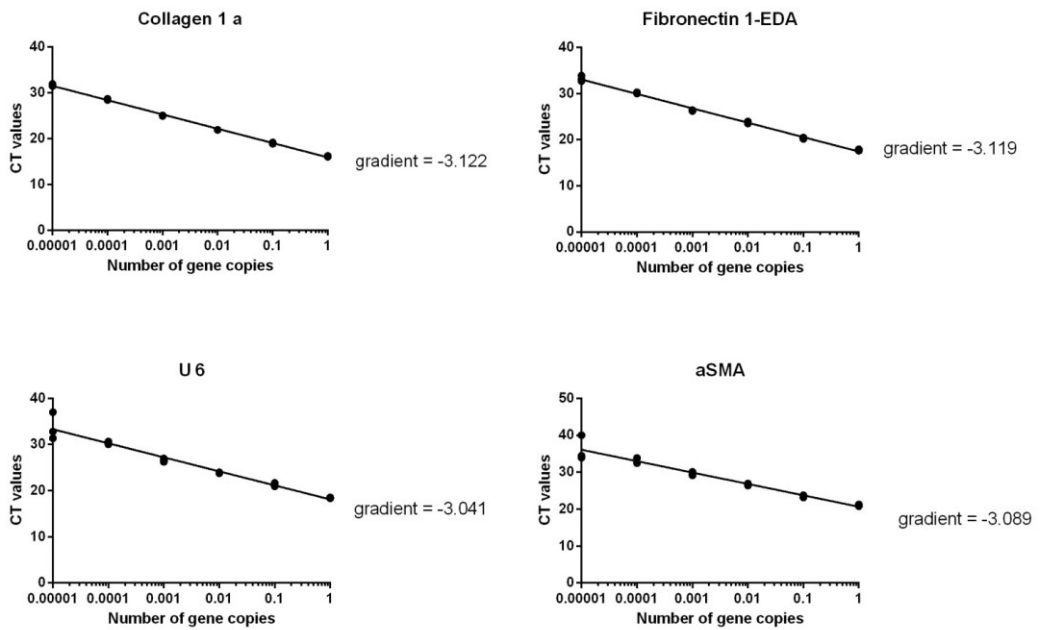 Collagen 1 a
40
30
20
10
0
CT values
0.00001 0.0001 0.001 0.01 0.1 1
Number of gene copies
gradient = -3.122
Fibronectin 1-EDA
40
30
20
10
0
CT values
0.00001 0.0001 0.001 0.01 0.1 1
Number of gene copies
gradient = -3.119
U 6
40
30
20
10
0
CT values
0.00001 0.0001 0.001 0.01 0.1 1
Number of gene copies
gradient = -3.041
aSMA
50
40
30
20
10
0
CT values
0.00001 0.0001 0.001 0.01 0.1 1
Number of gene copies
gradient = -3.089